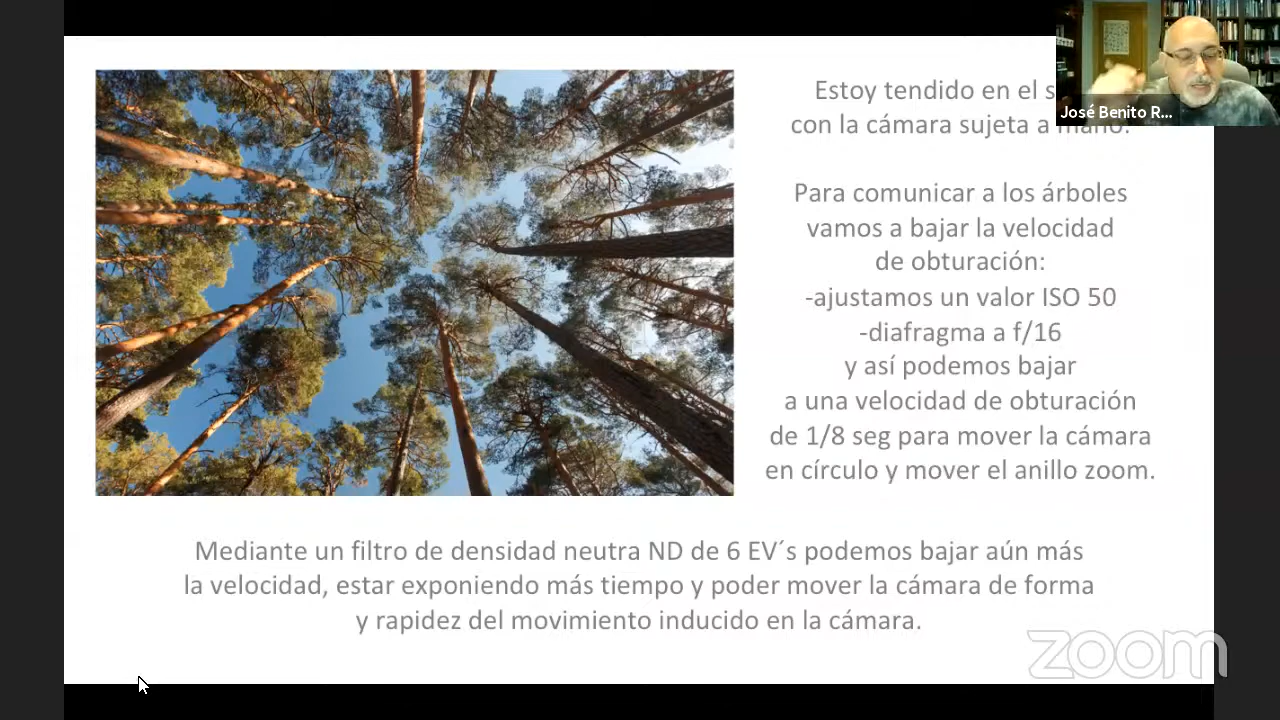 Estoy tendido en el s
con la cámara sujeta a mano.
José Benito R...
Para comunicar a los árboles
vamos a bajar la velocidad
de obturación:
-ajustamos un valor ISO 50
-diafragma a f/16
y así podemos bajar
a una velocidad de obturación
de 1/8 seg para mover la cámara
en círculo y mover el anillo zoom.
Mediante un filtro de densidad neutra ND de 6 EV´s podemos bajar aún más
la velocidad, estar exponiendo más tiempo y poder mover la cámara de forma
y rapidez del movimiento inducido en la cámara.
zoom